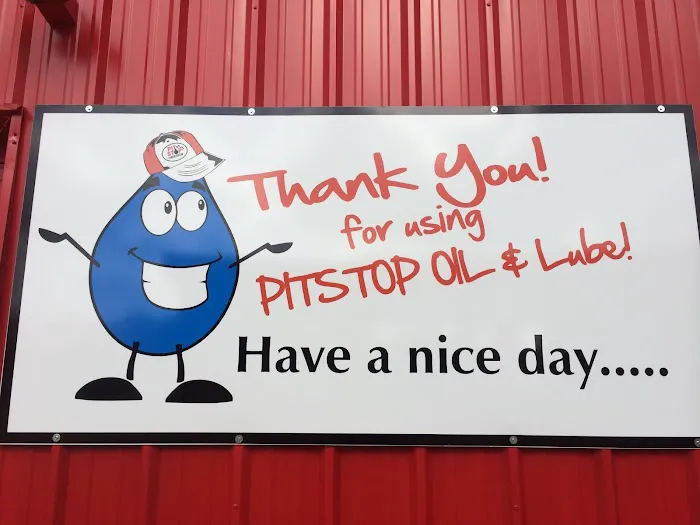 Thank You!
for using
PITSTOP OIL & Lube!
Have a nice day.....